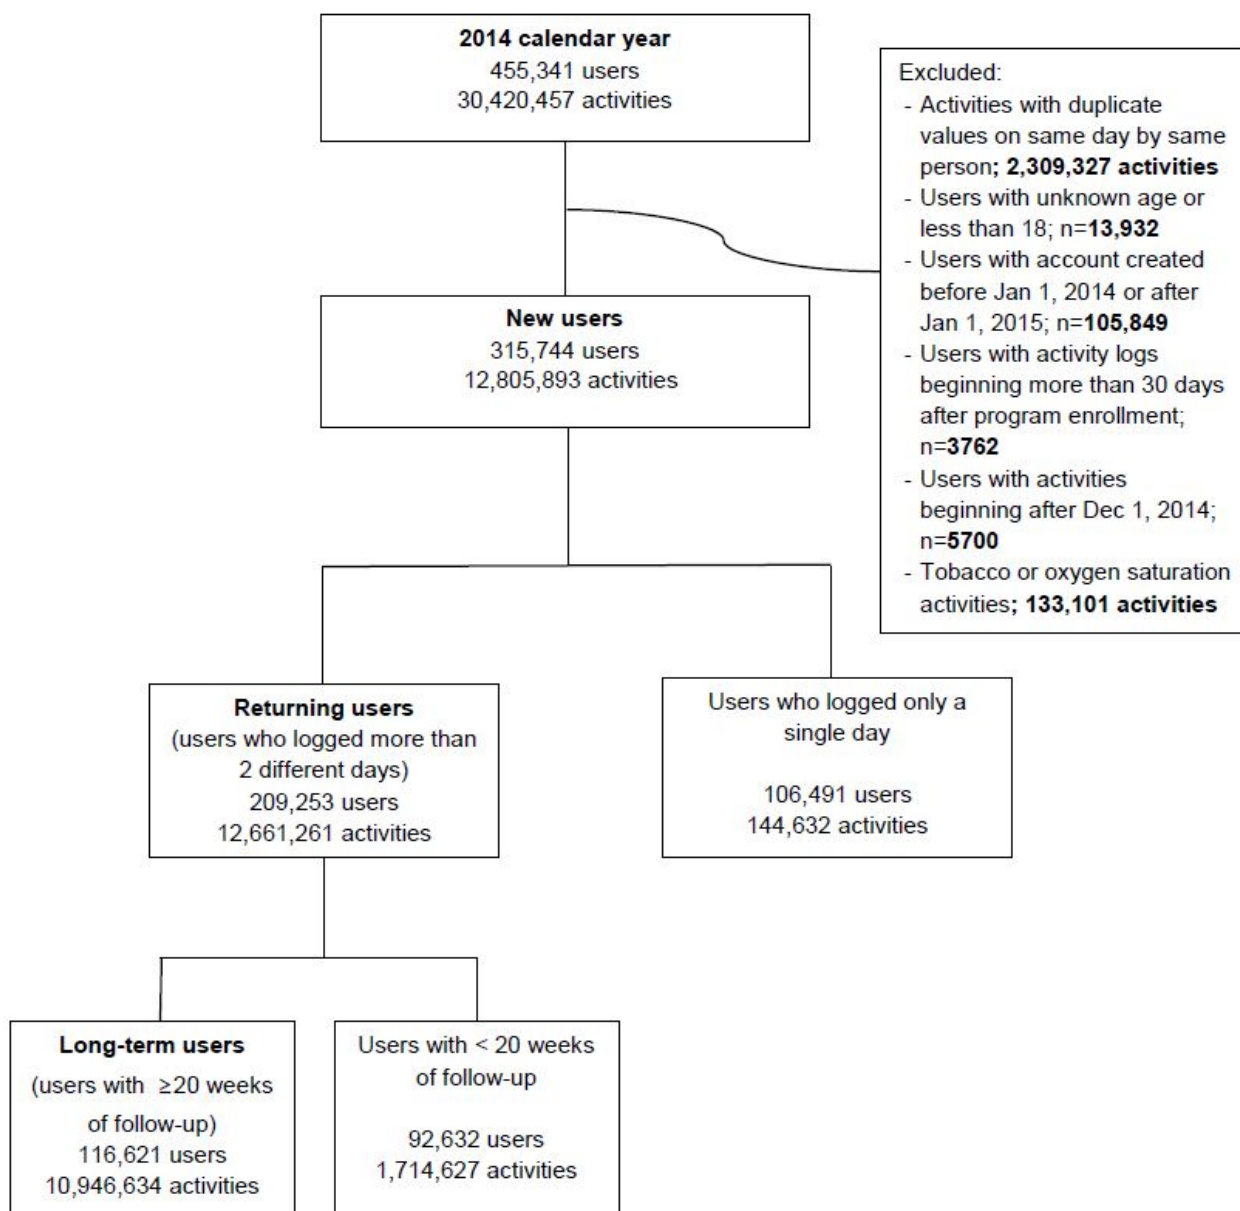 2014 calendar year
455,341 users
30,420,457 activities
Excluded:
- Activities with duplicate
values on same day by same
person; 2,309,327 activities
- Users with unknown age or
less than 18; n=13,932
- Users with account created
before Jan 1, 2014 or after
Jan 1, 2015; n=105,849
- Users with activity logs
beginning more than 30 days
after program enrollment;
n=3762
- Users with activities
beginning after Dec 1, 2014;
n=5700
- Tobacco or oxygen saturation
activities; 133,101 activities
New users
315,744 users
12,805,893 activities
Returning users
(users who logged more than
2 different days)
209,253 users
12,661,261 activities
Users who logged only a
single day
106,491 users
144,632 activities
Long-term users
(users with ≥20 weeks
of follow-up)
116,621 users
10,946,634 activities
Users with < 20 weeks
of follow-up
92,632 users
1,714,627 activities